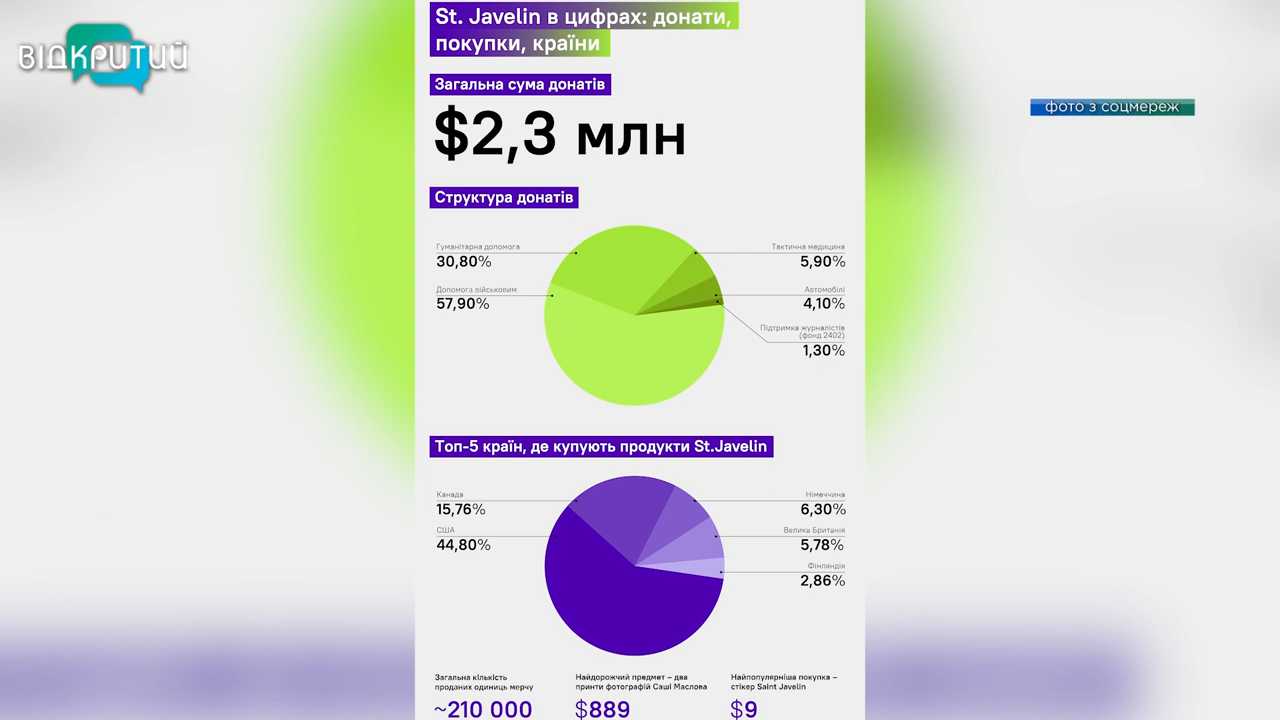 ВІДКРИТИЙ
фото з соцмереж
St. Javelin в цифрах: донати,
покупки, країни
Загальна сума донатів
$2,3 млн
Структура донатів
Гуманітарна допомога
30,80%
Допомога військовим
57,90%
Тактична медицина
5,90%
Автомобілі
4,10%
Підтримка журналістів
(фонд 2402)
1,30%
Топ-5 країн, де купують продукти St.Javelin
Канада
15,76%
США
44,80%
Німеччина
6,30%
Велика Британія
5,78%
Фінляндія
2,86%
Загальна кількість
проданих одиниць мерчу
~210 000
Найдорожчий предмет – два
принти фотографій Саші Маслова
$889
Найпопулярніша покупка –
стікер Saint Javelin
$9